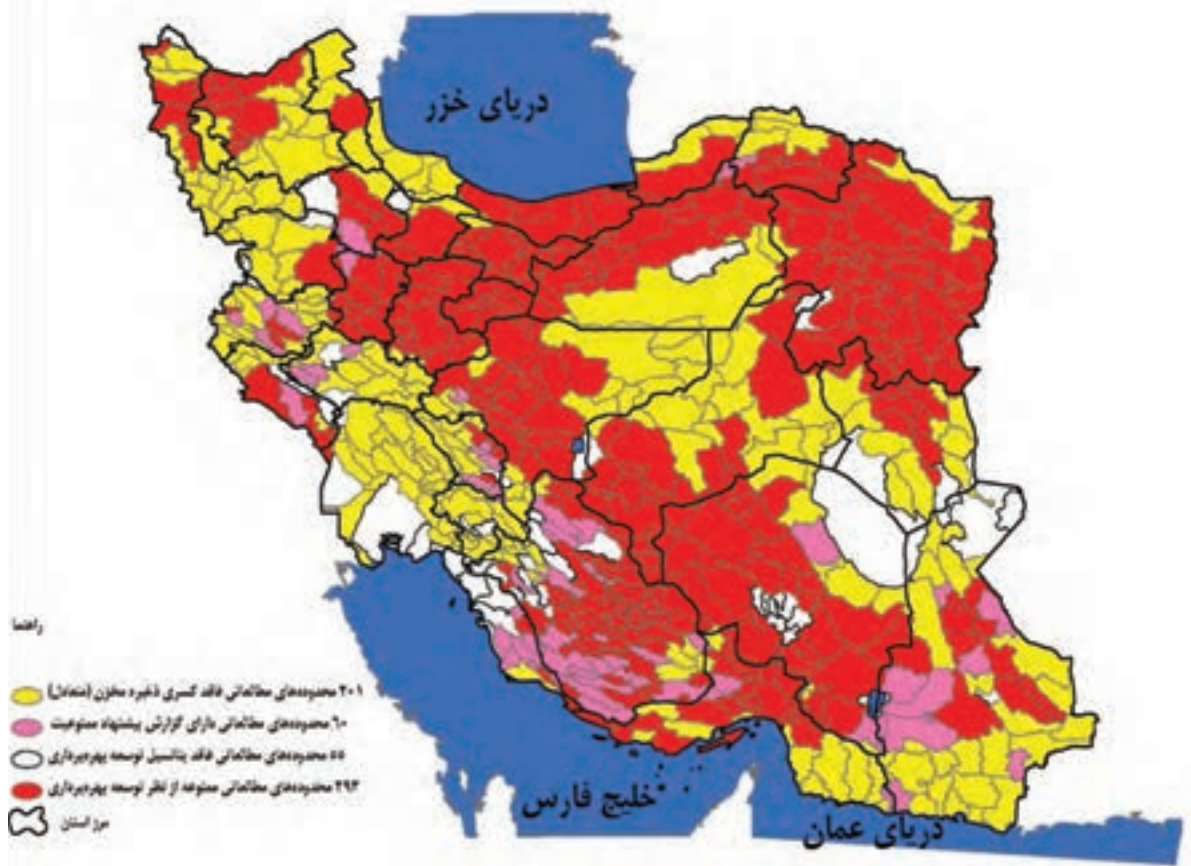 دریای خزر
راهنما
۲۰۱ محدوده‌های مطالعاتی فاقد کسری ذخیره مخزن (متعادل)
۶۰ محدوده‌های مطالعاتی دارای گزارش پیشنهاد ممنوعیت
۵۵ محدوده‌های مطالعاتی فاقد پتانسیل توسعه بهره‌برداری
۲۹۳ محدوده‌های مطالعاتی ممنوعه از نظر توسعه بهره‌برداری
مرز استان
خلیج فارس
دریای عمان